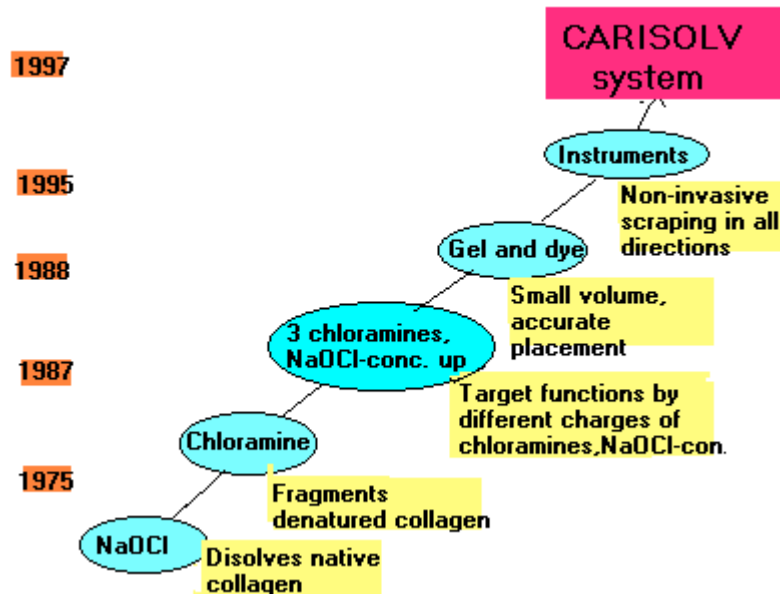 CARISOLV
system
1997
Instruments
1995
Non-invasive
scraping in all
directions
Gel and dye
1988
Small volume,
accurate
placement
3 chloramines,
NaOCl-conc. up
1987
Target functions by
different charges of
chloramines,NaOCl-con.
Chloramine
1975
Fragments
denatured collagen
NaOCl
Disolves native
collagen